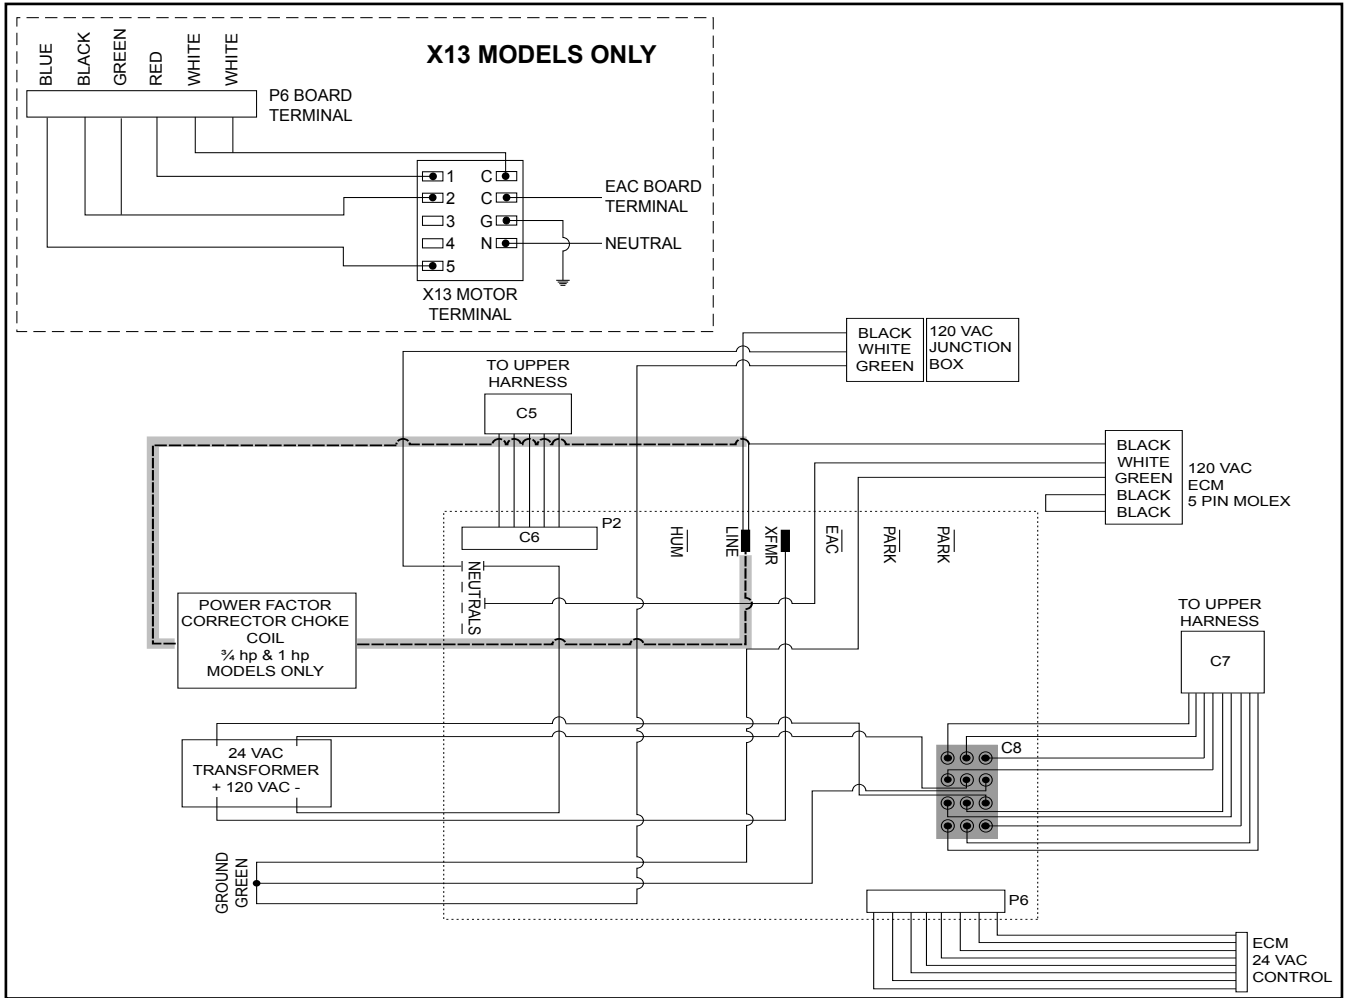 X13 MODELS ONLY
BLUE
BLACK
GREEN
RED
WHITE
WHITE
P6 BOARD
TERMINAL
1
2
3
4
5
C
C
G
N
EAC BOARD
TERMINAL
NEUTRAL
X13 MOTOR
TERMINAL
BLACK
WHITE
GREEN
120 VAC
JUNCTION
BOX
TO UPPER
HARNESS
C5
C6
P2
BLACK
WHITE
GREEN
BLACK
BLACK
120 VAC
ECM
5 PIN MOLEX
HUM
LINE
XFMR
EAC
PARK
PARK
NEUTRALS
POWER FACTOR
CORRECTOR CHOKE
COIL
¾ hp & 1 hp
MODELS ONLY
TO UPPER
HARNESS
C7
C8
24 VAC
TRANSFORMER
+ 120 VAC -
GROUND
GREEN
P6
ECM
24 VAC
CONTROL